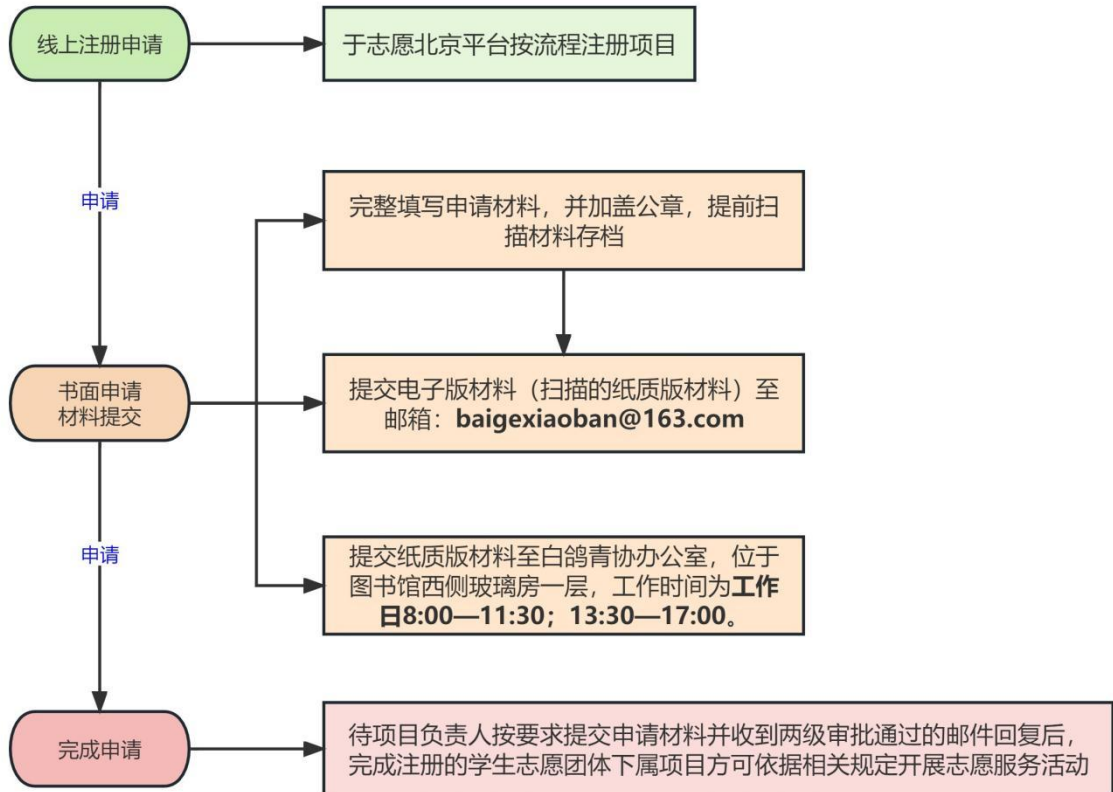 线上注册申请
于志愿北京平台按流程注册项目
申请
完整填写申请材料，并加盖公章，提前扫
描材料存档
书面申请
材料提交
提交电子版材料（扫描的纸质版材料）至
邮箱：baigexiaoban@163.com
申请
提交纸质版材料至白鸽青协办公室，位于
图书馆西侧玻璃房一层，工作时间为工作
日8:00—11:30；13:30—17:00。
完成申请
待项目负责人按要求提交申请材料并收到两级审批通过的邮件回复后，
完成注册的学生志愿团体下属项目方可依据相关规定开展志愿服务活动